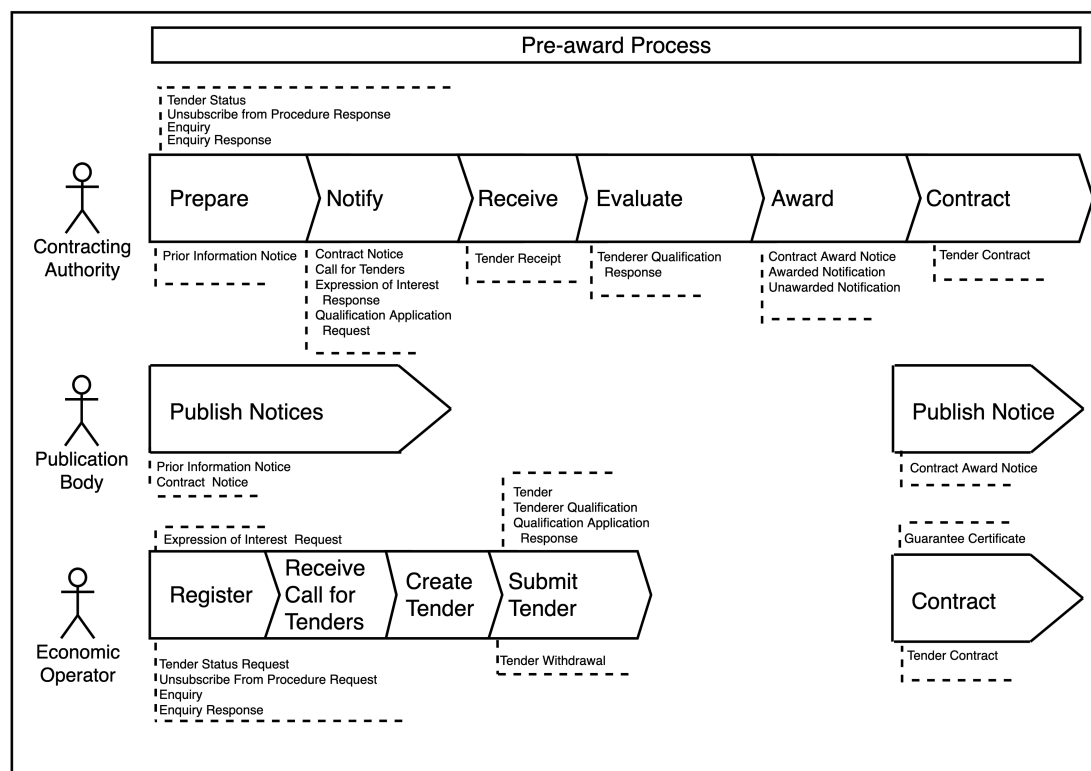 Pre-award Process
Tender Status
Unsubscribe from Procedure Response
Enquiry
Enquiry Response
Contracting
Authority
Prepare
Notify
Receive
Evaluate
Award
Contract
Prior Information Notice
Contract Notice
Call for Tenders
Expression of Interest
Response
Qualification Application
Request
Tender Receipt
Tenderer Qualification
Response
Contract Award Notice
Awarded Notification
Unawarded Notification
Tender Contract
Publication
Body
Publish Notices
Publish Notice
Prior Information Notice
Contract Notice
Contract Award Notice
Tender
Tenderer Qualification
Qualification Application
Response
Expression of Interest Request
Guarantee Certificate
Economic
Operator
Register
Receive
Call for
Tenders
Create
Tender
Submit
Tender
Contract
Tender Status Request
Unsubscribe From Procedure Request
Enquiry
Enquiry Response
Tender Withdrawal
Tender Contract